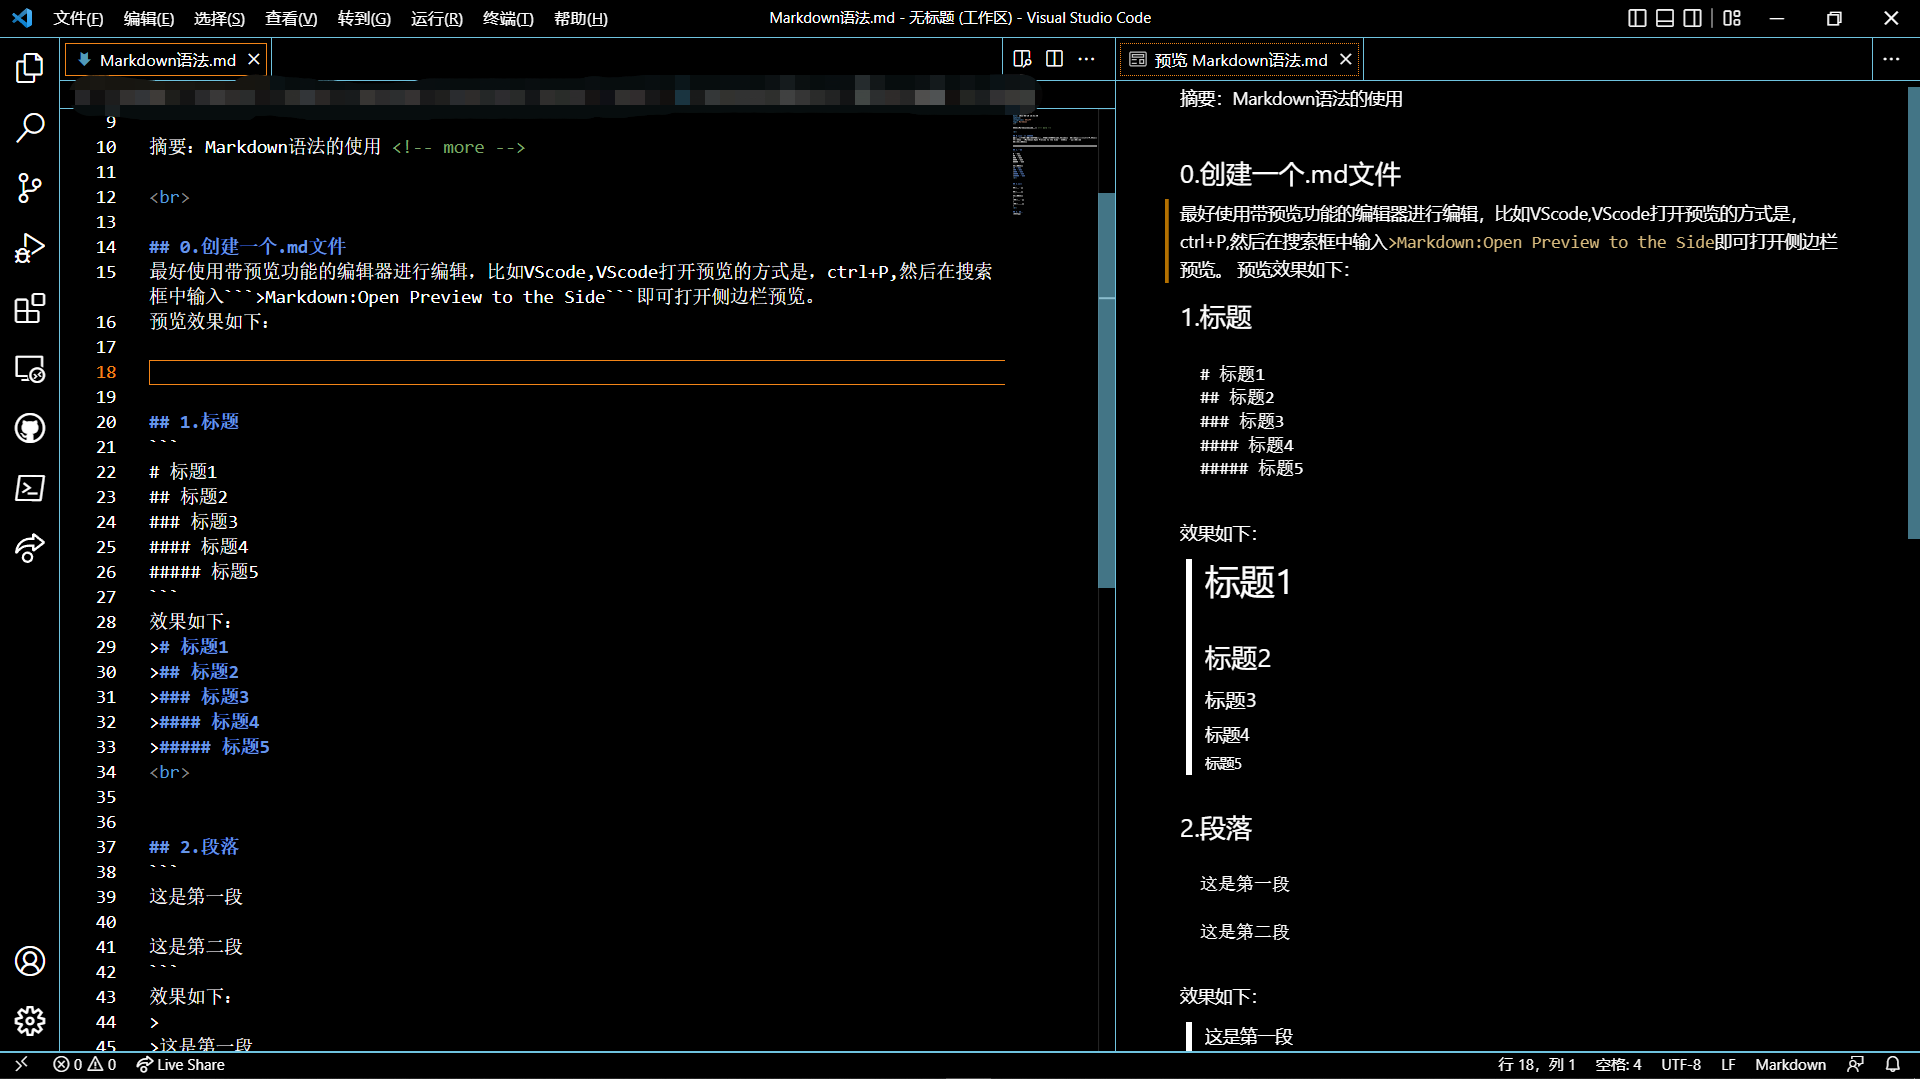 文件(F) 编辑(E) 选择(S) 查看(V) 转到(G) 运行(R) 终端(T) 帮助(H) Markdown语法.md - 无标题 (工作区) - Visual Studio Code
Markdown语法.md
9
10 摘要：Markdown语法的使用 <!-- more -->
11
12 <br>
13
14 ## 0.创建一个.md文件
15 最好使用带预览功能的编辑器进行编辑，比如VScode,VScode打开预览的方式是，ctrl+P,然后在搜索
框中输入```>Markdown:Open Preview to the Side```即可打开侧边栏预览。
16 预览效果如下：
17
18
19
20 ## 1.标题
21 ```
22 # 标题1
23 ## 标题2
24 ### 标题3
25 #### 标题4
26 ##### 标题5
27 ```
28 效果如下：
29 ># 标题1
30 >## 标题2
31 >### 标题3
32 >#### 标题4
33 >##### 标题5
34 <br>
35
36
37 ## 2.段落
38 ```
39 这是第一段
40
41 这是第二段
42 ```
43 效果如下：
44 >
45 >这是第一段
预览 Markdown语法.md
摘要：Markdown语法的使用
0.创建一个.md文件
最好使用带预览功能的编辑器进行编辑，比如VScode,VScode打开预览的方式是，
ctrl+P,然后在搜索框中输入>Markdown:Open Preview to the Side即可打开侧边栏
预览。 预览效果如下：
1.标题
# 标题1
## 标题2
### 标题3
#### 标题4
##### 标题5
效果如下：
标题1
标题2
标题3
标题4
标题5
2.段落
这是第一段
这是第二段
效果如下：
这是第一段
0 0 Live Share 行 18，列 1 空格: 4 UTF-8 LF Markdown